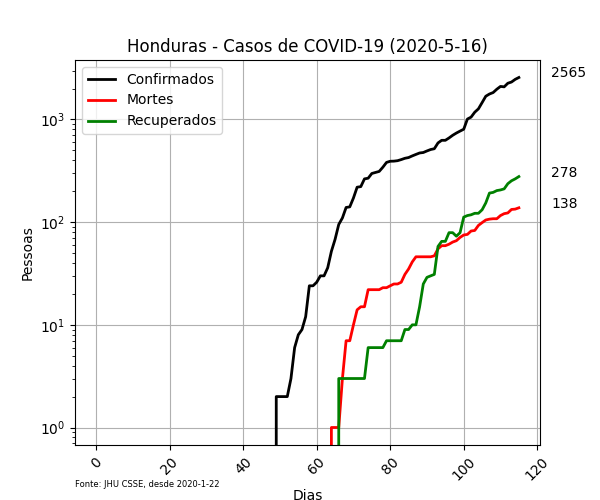 Honduras - Casos de COVID-19 (2020-5-16)
Confirmados
Mortes
Recuperados
2565
278
138
Pessoas
10³
10²
10¹
10⁰
0
20
40
60
80
100
120
Fonte: JHU CSSE, desde 2020-1-22
Dias